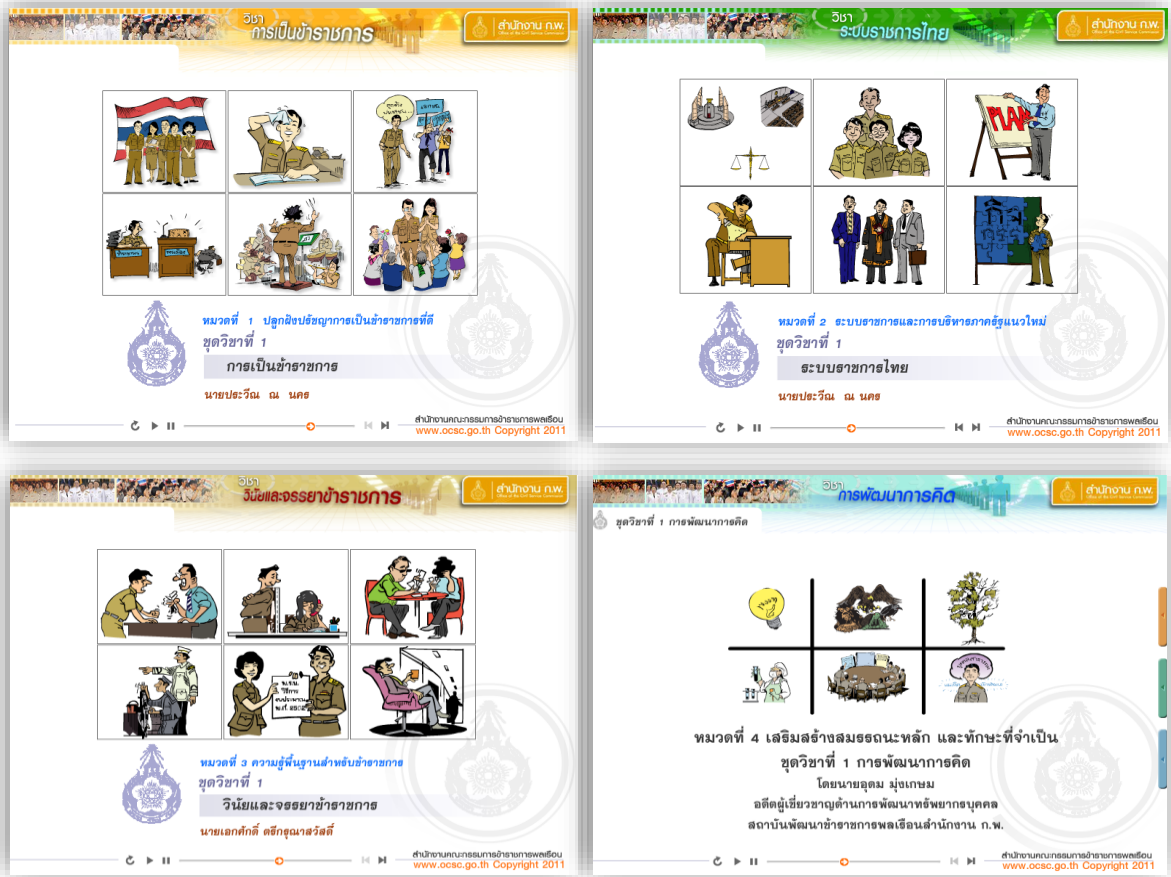 วิชา
การเป็นข้าราชการ
สำนักงาน ก.พ.
Office of the Civil Service Commission
หมวดที่ 1 ปลูกฝังปรัชญาการเป็นข้าราชการที่ดี
ชุดวิชาที่ 1
การเป็นข้าราชการ
นายประวีณ ณ นคร
สำนักงานคณะกรรมการข้าราชการพลเรือน
www.ocsc.go.th Copyright 2011
วิชา
ระบบราชการไทย
สำนักงาน ก.พ.
Office of the Civil Service Commission
PLAN
หมวดที่ 2 ระบบราชการและการบริหารภาครัฐแนวใหม่
ชุดวิชาที่ 1
ระบบราชการไทย
นายประวีณ ณ นคร
สำนักงานคณะกรรมการข้าราชการพลเรือน
www.ocsc.go.th Copyright 2011
วิชา
วินัยและจรรยาข้าราชการ
สำนักงาน ก.พ.
Office of the Civil Service Commission
พ.ร.บ.
วิธีการ
งบประมาณ
พ.ศ. 2502
หมวดที่ 3 ความรู้พื้นฐานสำหรับข้าราชการ
ชุดวิชาที่ 1
วินัยและจรรยาข้าราชการ
นายเอกศักดิ์ ตรีกรุณาสวัสดิ์
สำนักงานคณะกรรมการข้าราชการพลเรือน
www.ocsc.go.th Copyright 2011
วิชา
การพัฒนาการคิด
สำนักงาน ก.พ.
Office of the Civil Service Commission
ชุดวิชาที่ 1 การพัฒนาการคิด
หมวดที่ 4 เสริมสร้างสมรรถนะหลัก และทักษะที่จำเป็น
ชุดวิชาที่ 1 การพัฒนาการคิด
โดยนายอุดม มุ่งเกษม
อดีตผู้เชี่ยวชาญด้านการพัฒนาทรัพยากรบุคคล
สถาบันพัฒนาข้าราชการพลเรือนสำนักงาน ก.พ.
สำนักงานคณะกรรมการข้าราชการพลเรือน
www.ocsc.go.th Copyright 2011